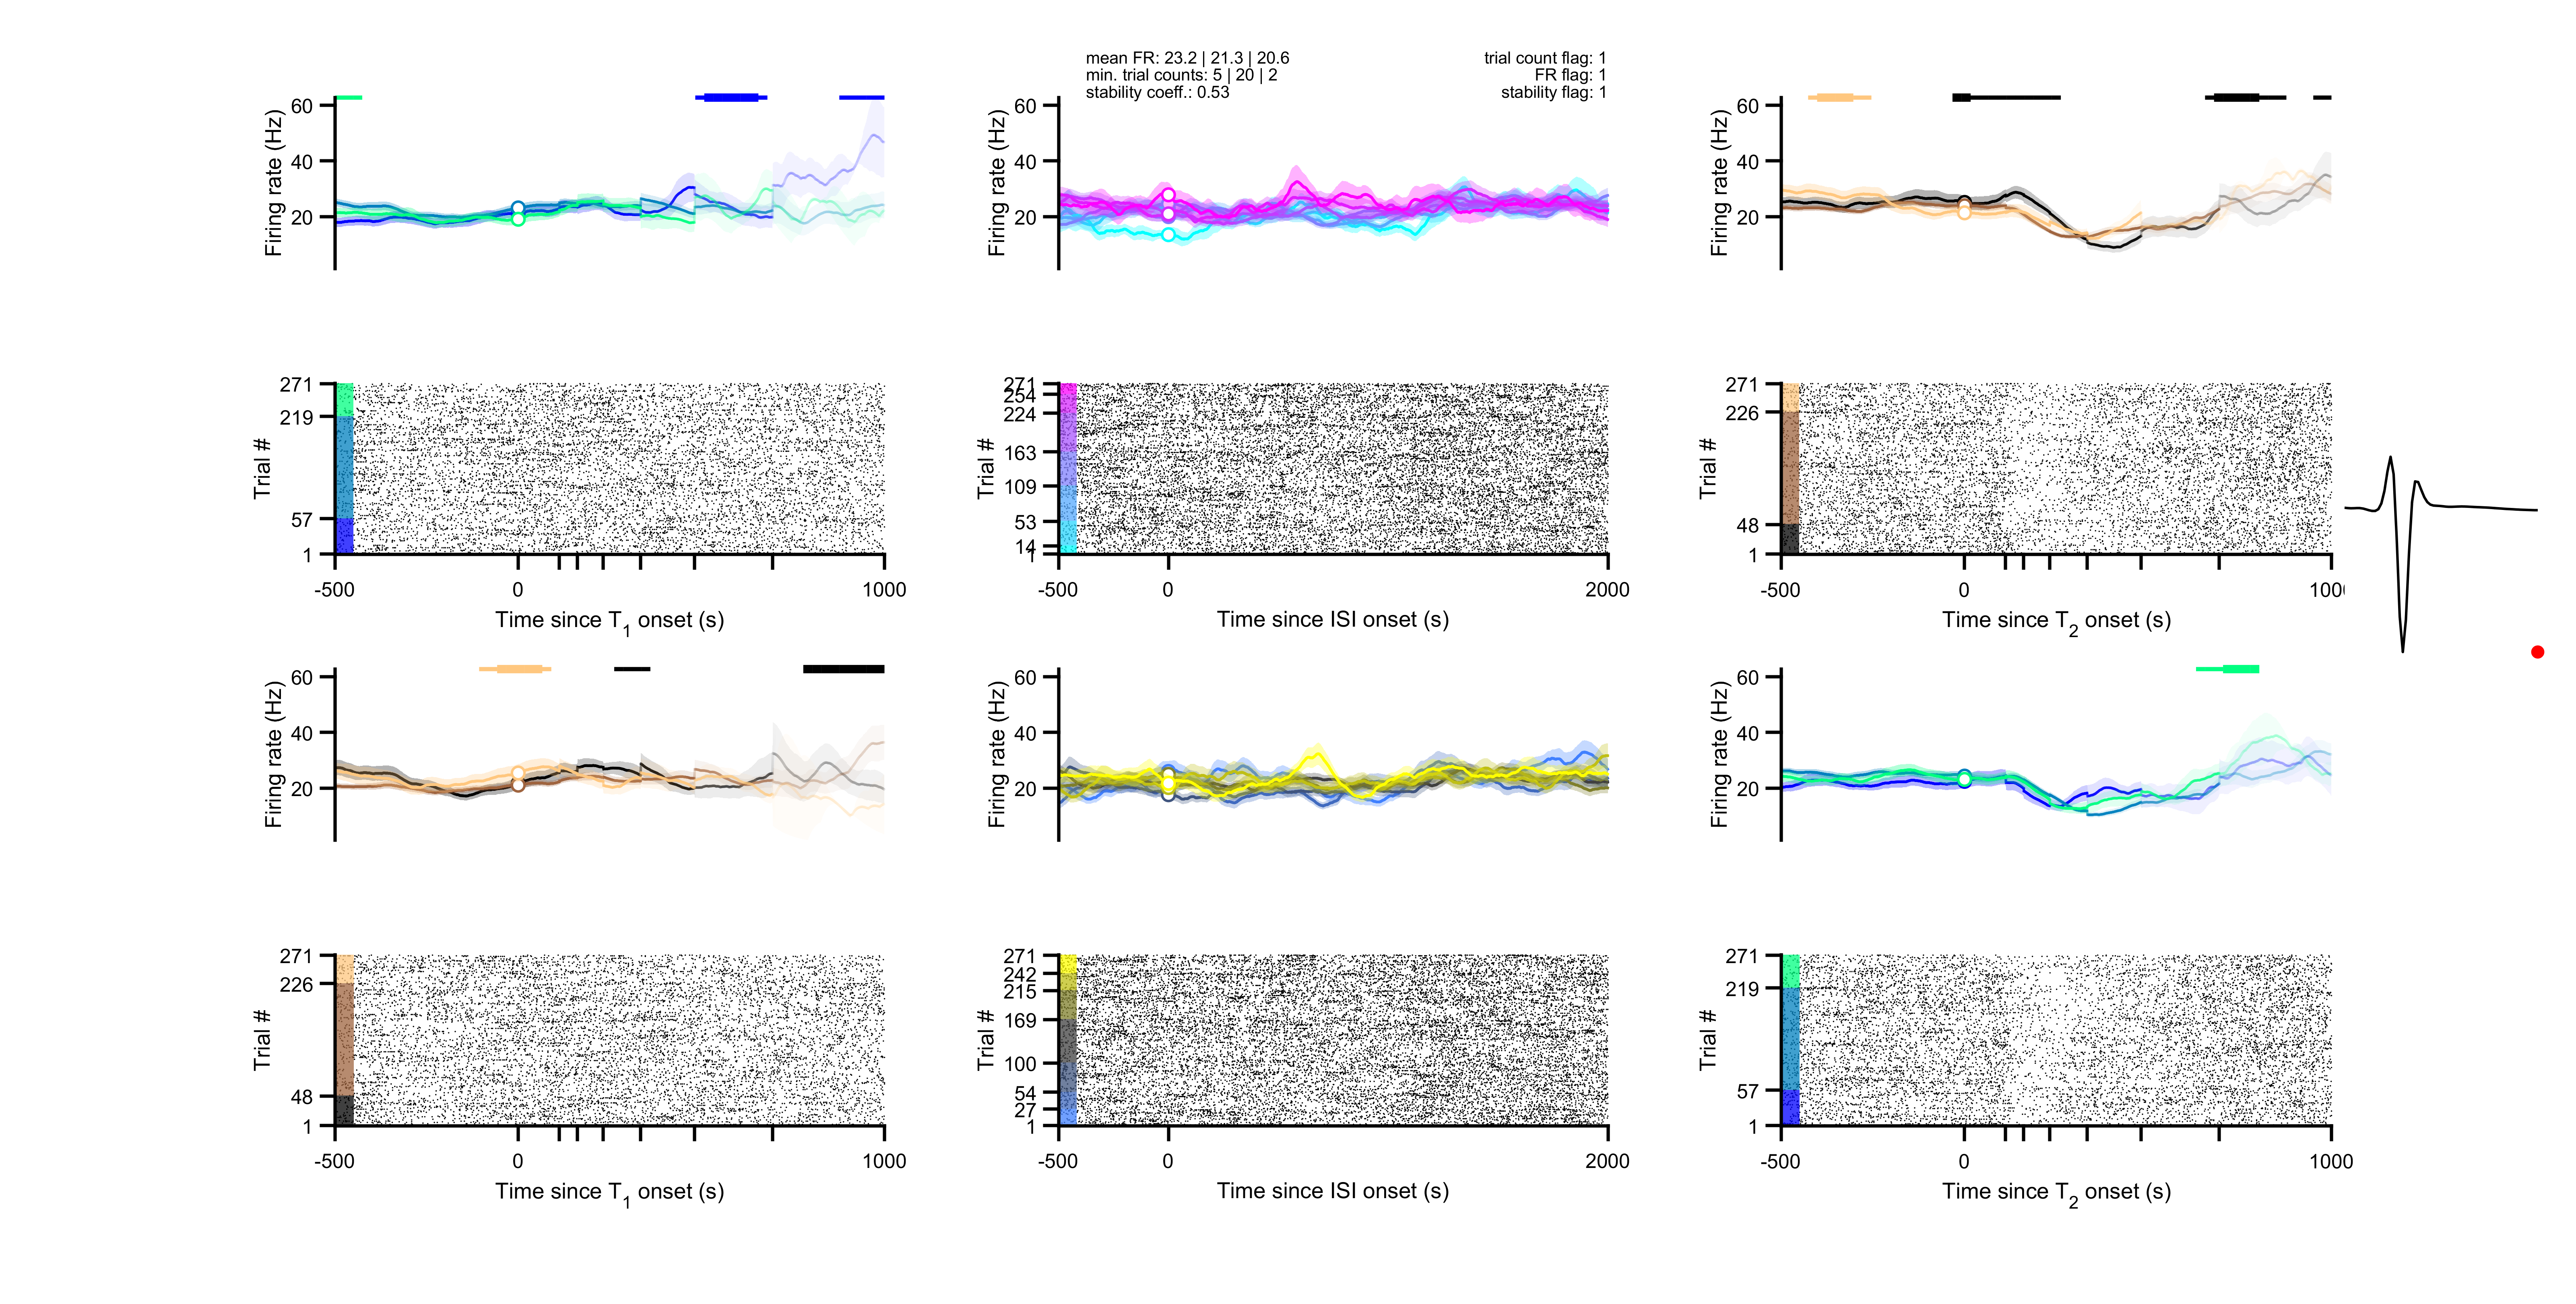 mean FR: 23.2 | 21.3 | 20.6
min. trial counts: 5 | 20 | 2
stability coeff.: 0.53
trial count flag: 1
FR flag: 1
stability flag: 1
60
40
20
Firing rate (Hz)
60
40
20
Firing rate (Hz)
60
40
20
Firing rate (Hz)
271
219
57
1
Trial #
-500
0
1000
Time since T1 onset (s)
271
254
224
163
109
53
14
1
Trial #
-500
0
2000
Time since ISI onset (s)
271
226
48
1
Trial #
-500
0
100
Time since T2 onset (s)
60
40
20
Firing rate (Hz)
60
40
20
Firing rate (Hz)
60
40
20
Firing rate (Hz)
271
226
48
1
Trial #
-500
0
1000
Time since T1 onset (s)
271
242
215
169
100
54
27
1
Trial #
-500
0
2000
Time since ISI onset (s)
271
219
57
1
Trial #
-500
0
1000
Time since T2 onset (s)